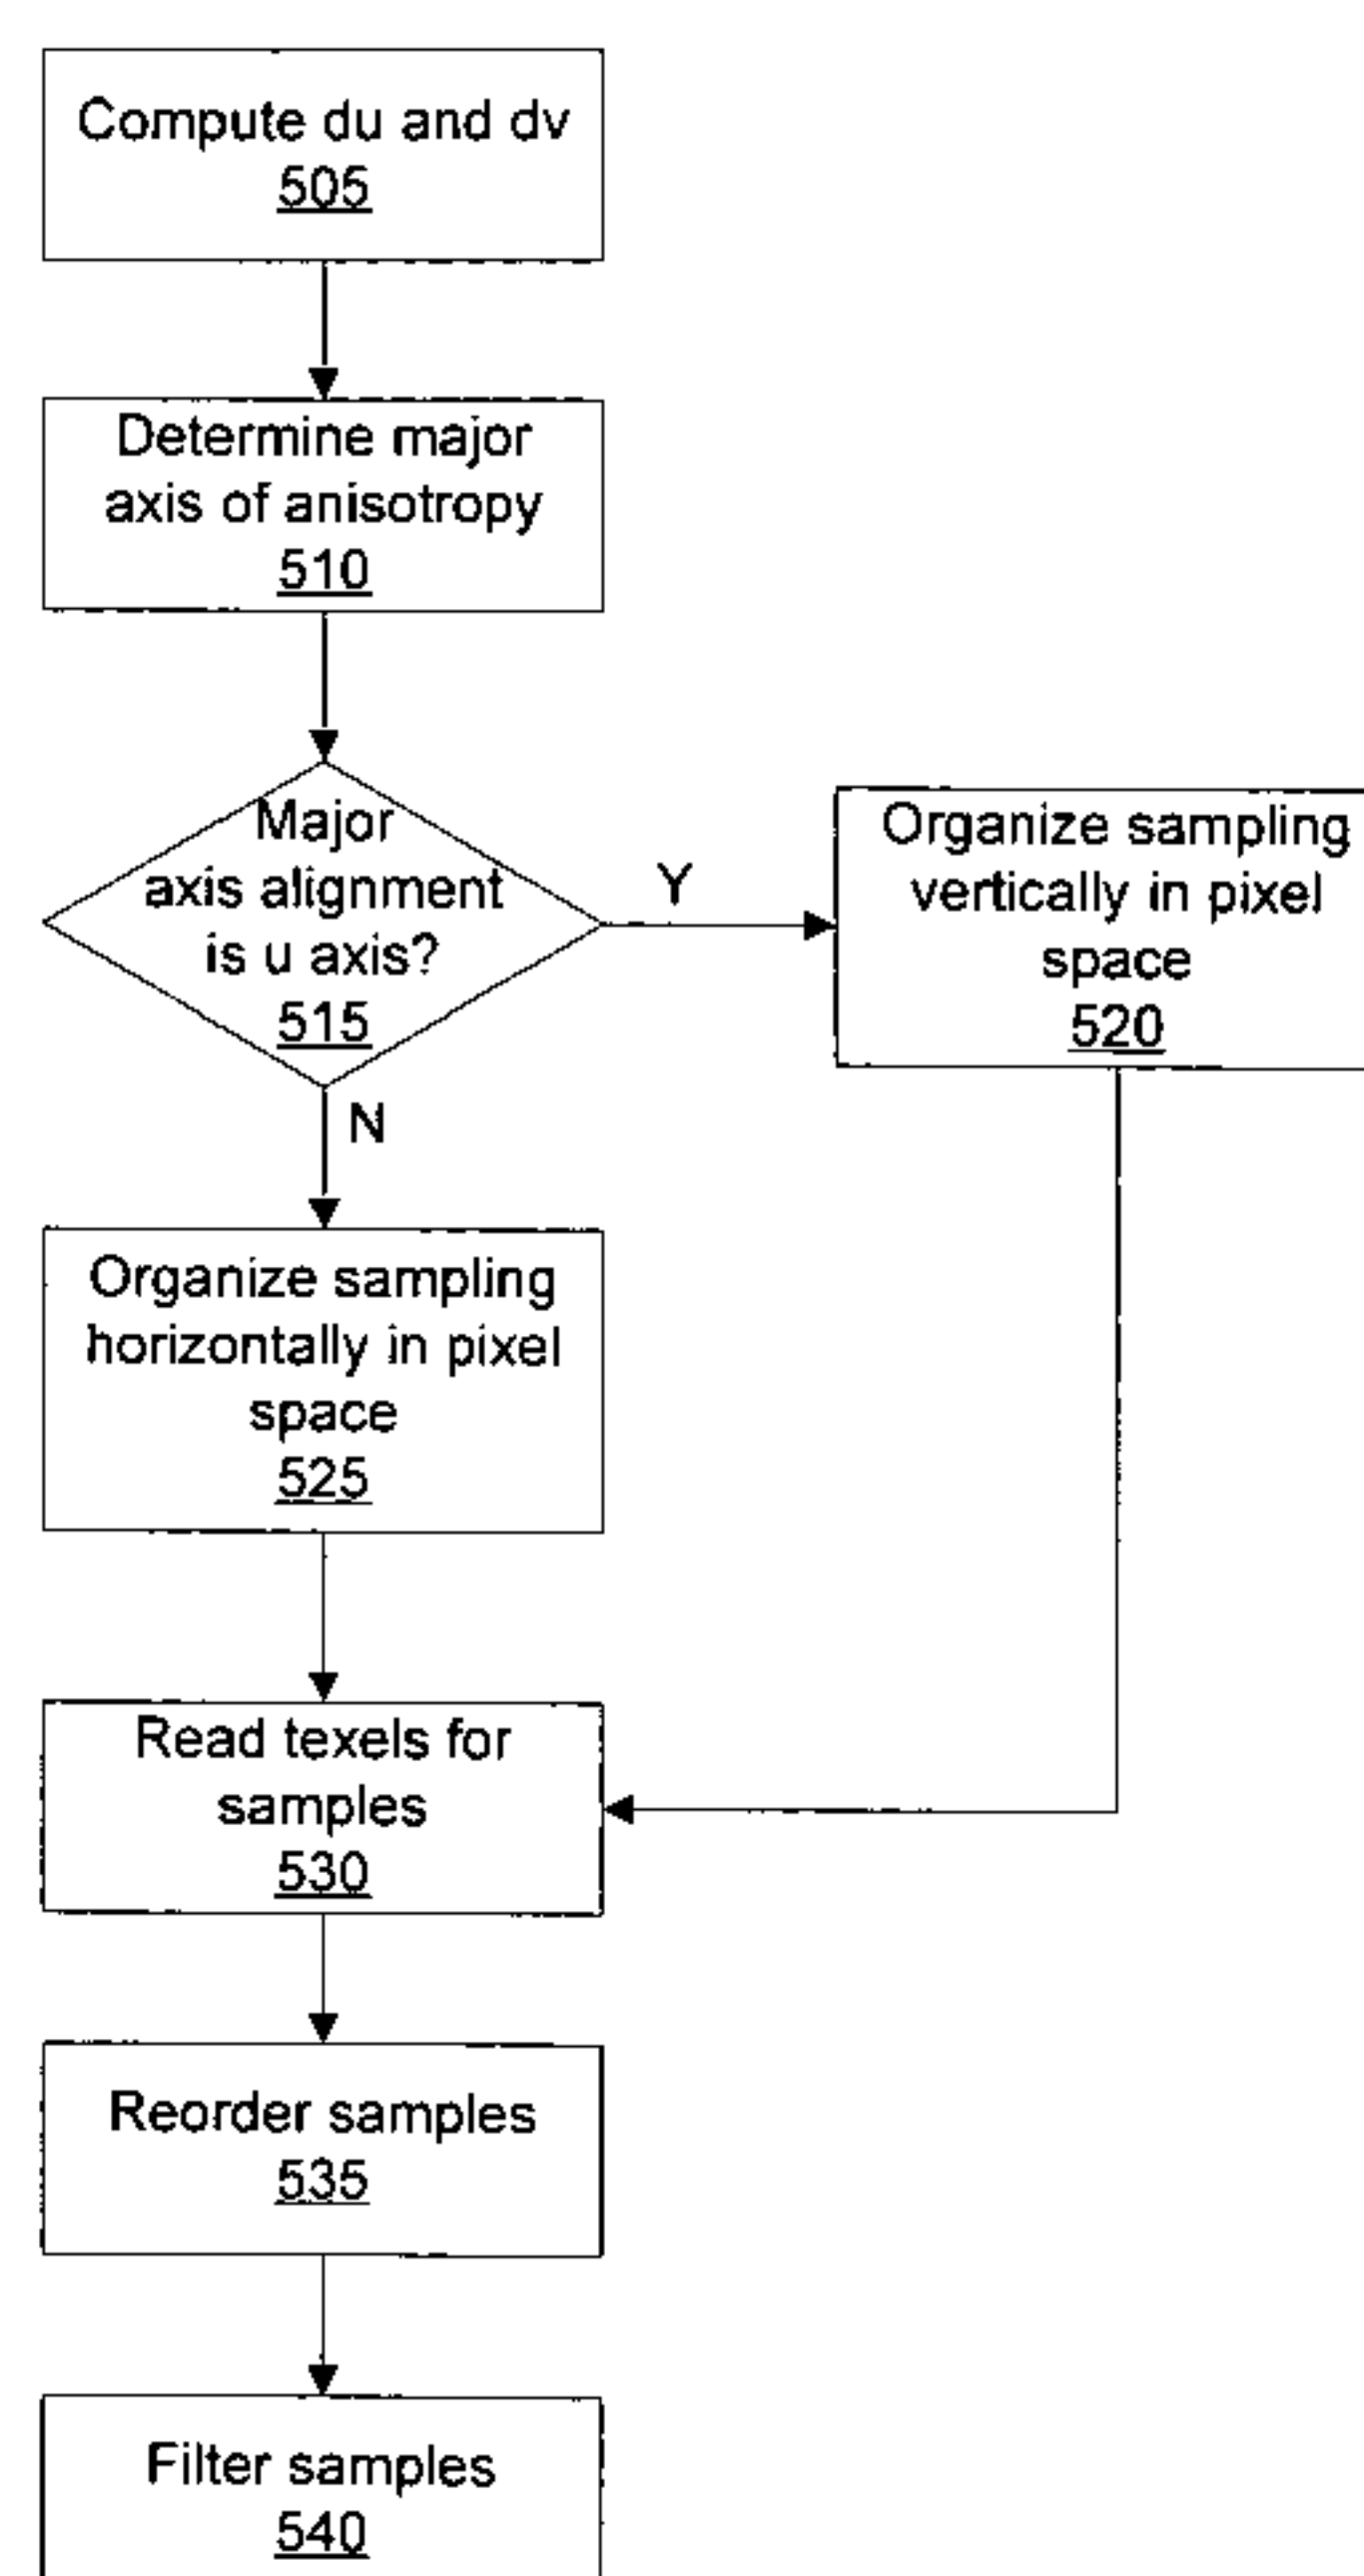 Compute du and dv
505
Determine major
axis of anisotropy
510
Major
axis alignment
is u axis?
515
Y
Organize sampling
vertically in pixel
space
520
N
Organize sampling
horizontally in pixel
space
525
Read texels for
samples
530
Reorder samples
535
Filter samples
540